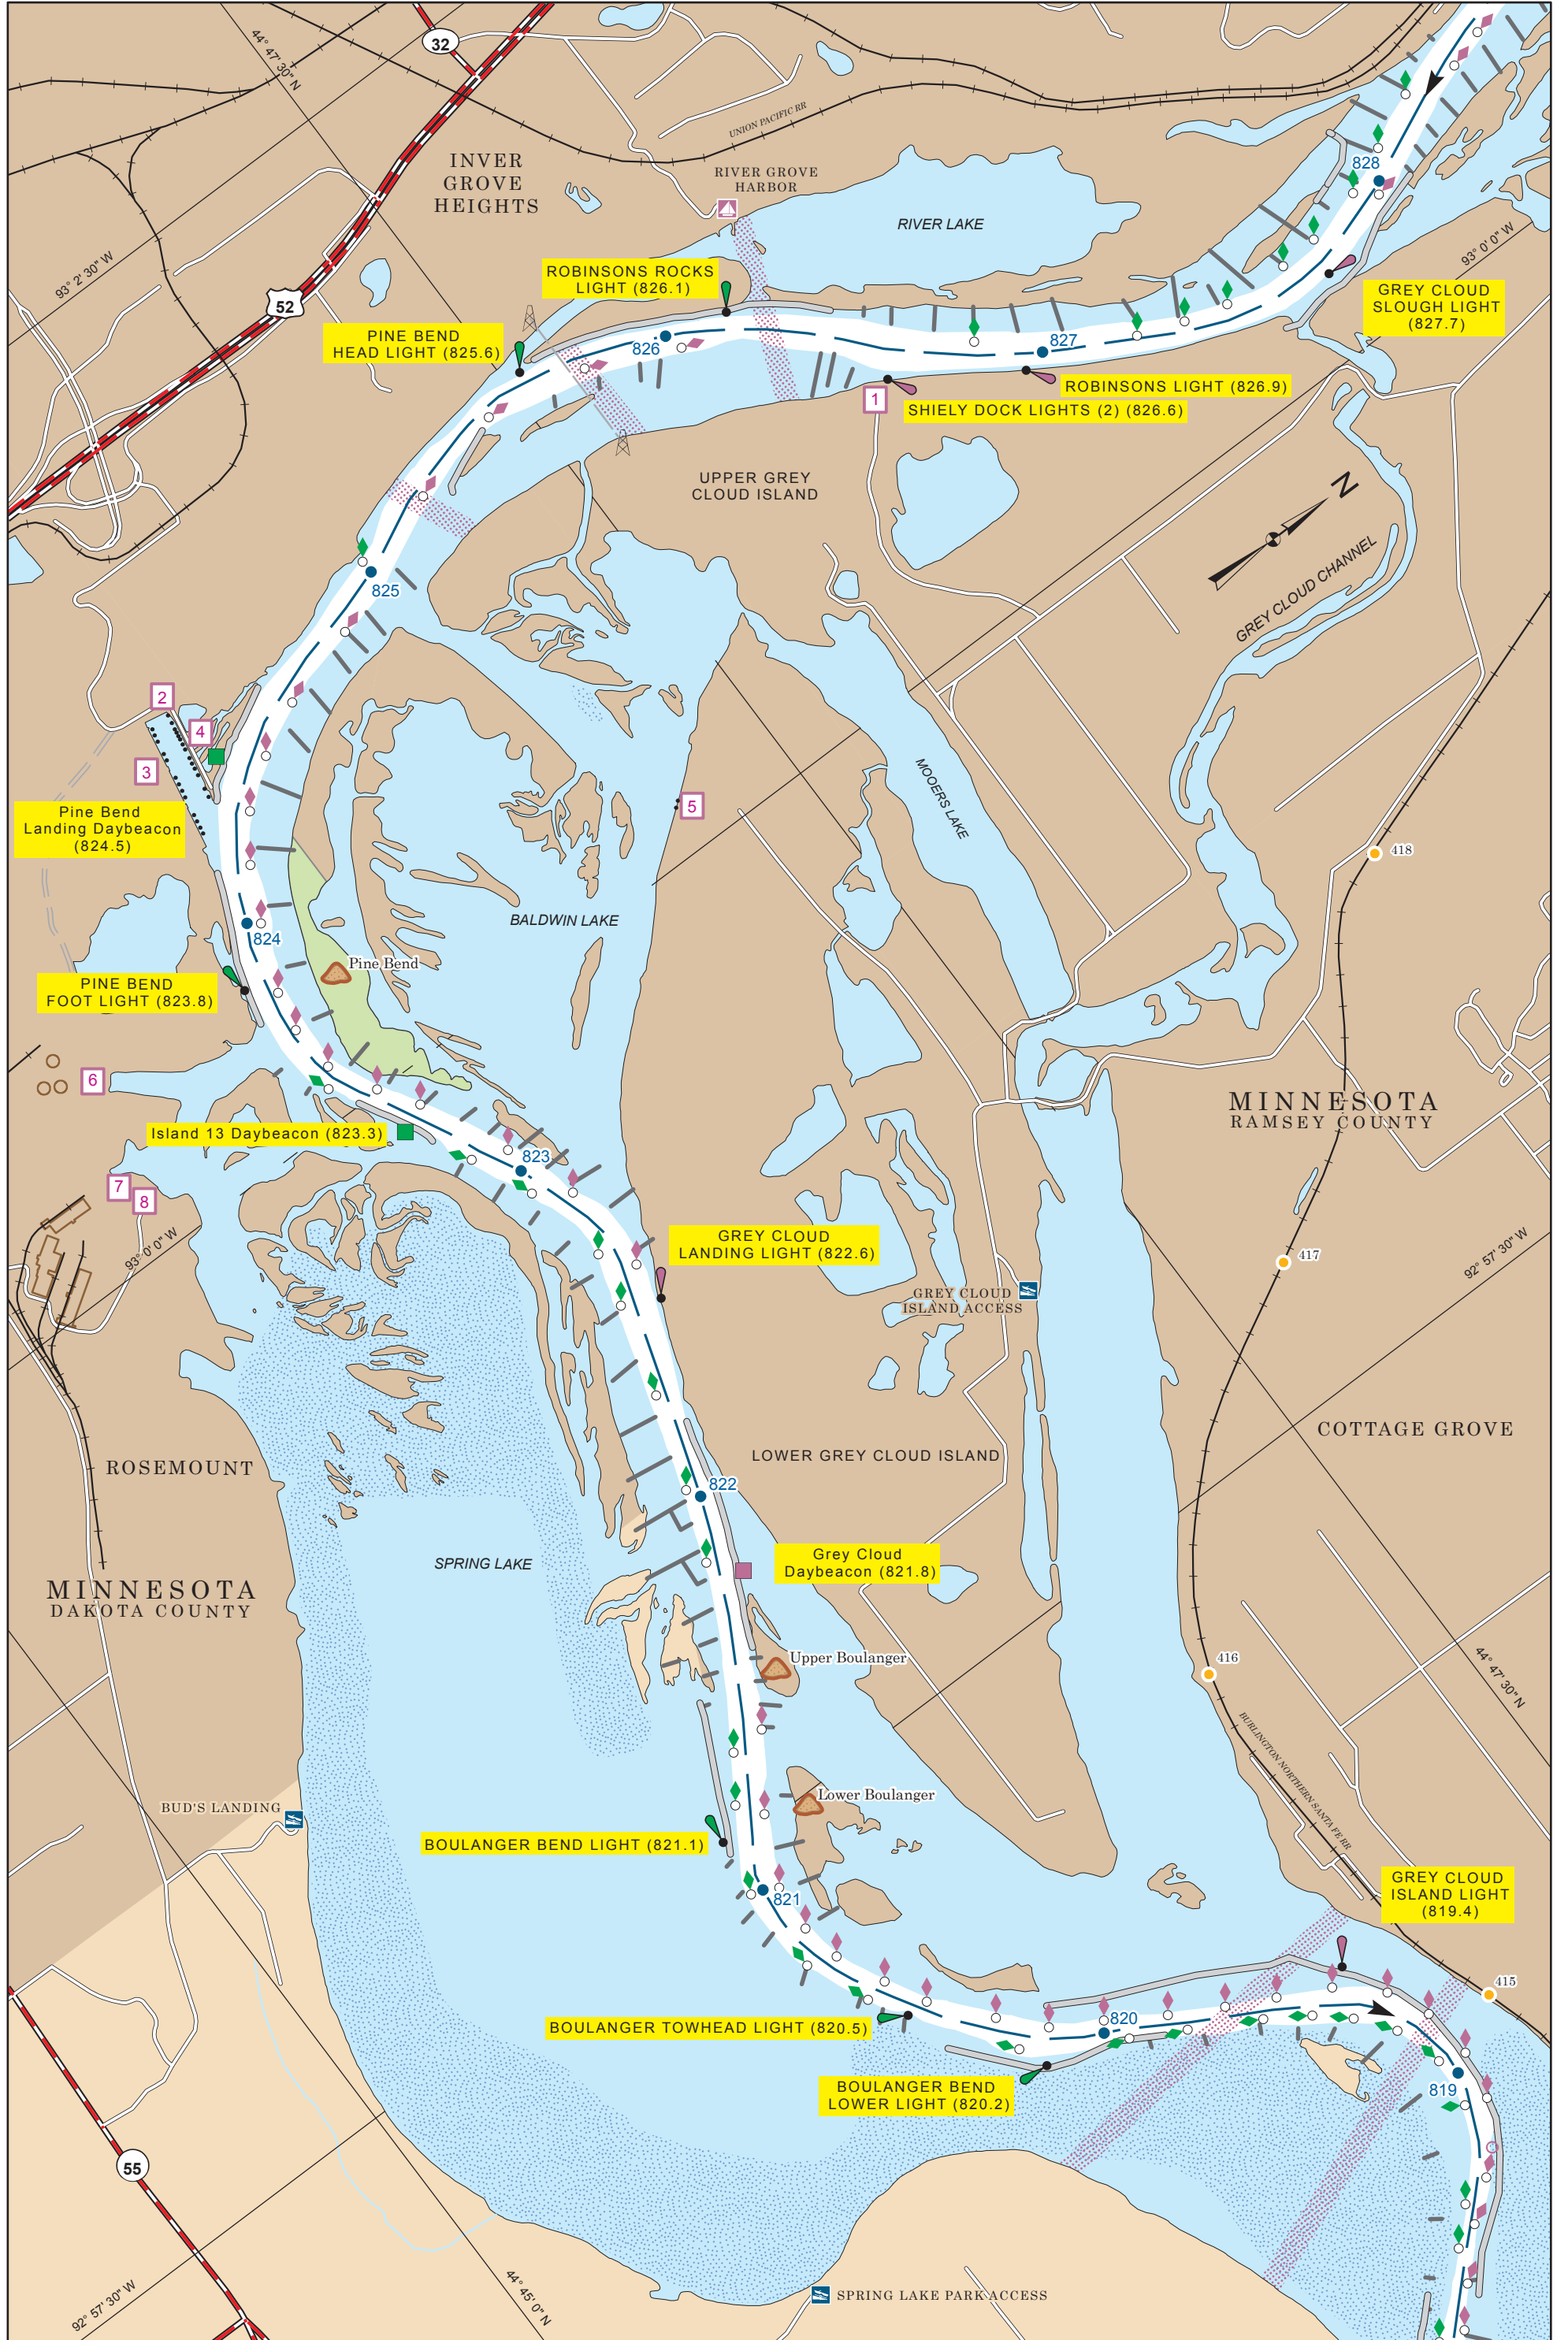 32
44° 47' 30" N
UNION PACIFIC RR
INVER
GROVE
HEIGHTS
RIVER GROVE
HARBOR
828
RIVER LAKE
93° 2' 30" W
93° 0' 0" W
52
ROBINSONS ROCKS
LIGHT (826.1)
GREY CLOUD
SLOUGH LIGHT
(827.7)
PINE BEND
HEAD LIGHT (825.6)
826
827
ROBINSONS LIGHT (826.9)
1
SHIELY DOCK LIGHTS (2) (826.6)
UPPER GREY
CLOUD ISLAND
N
GREY CLOUD CHANNEL
825
2
4
3
5
MOOERS LAKE
Pine Bend
Landing Daybeacon
(824.5)
418
BALDWIN LAKE
824
Pine Bend
PINE BEND
FOOT LIGHT (823.8)
6
MINNESOTA
RAMSEY COUNTY
Island 13 Daybeacon (823.3)
823
7
8
93° 0' 0" W
GREY CLOUD
LANDING LIGHT (822.6)
417
92° 57' 30" W
GREY CLOUD
ISLAND ACCESS
COTTAGE GROVE
LOWER GREY CLOUD ISLAND
ROSEMOUNT
822
SPRING LAKE
Grey Cloud
Daybeacon (821.8)
MINNESOTA
DAKOTA COUNTY
Upper Boulanger
416
44° 47' 30" N
BURLINGTON NORTHERN SANTA FE RR
Lower Boulanger
BUD'S LANDING
BOULANGER BEND LIGHT (821.1)
821
GREY CLOUD
ISLAND LIGHT
(819.4)
415
BOULANGER TOWHEAD LIGHT (820.5)
820
BOULANGER BEND
LOWER LIGHT (820.2)
819
55
92° 57' 30" W
44° 45' 0" N
SPRING LAKE PARK ACCESS